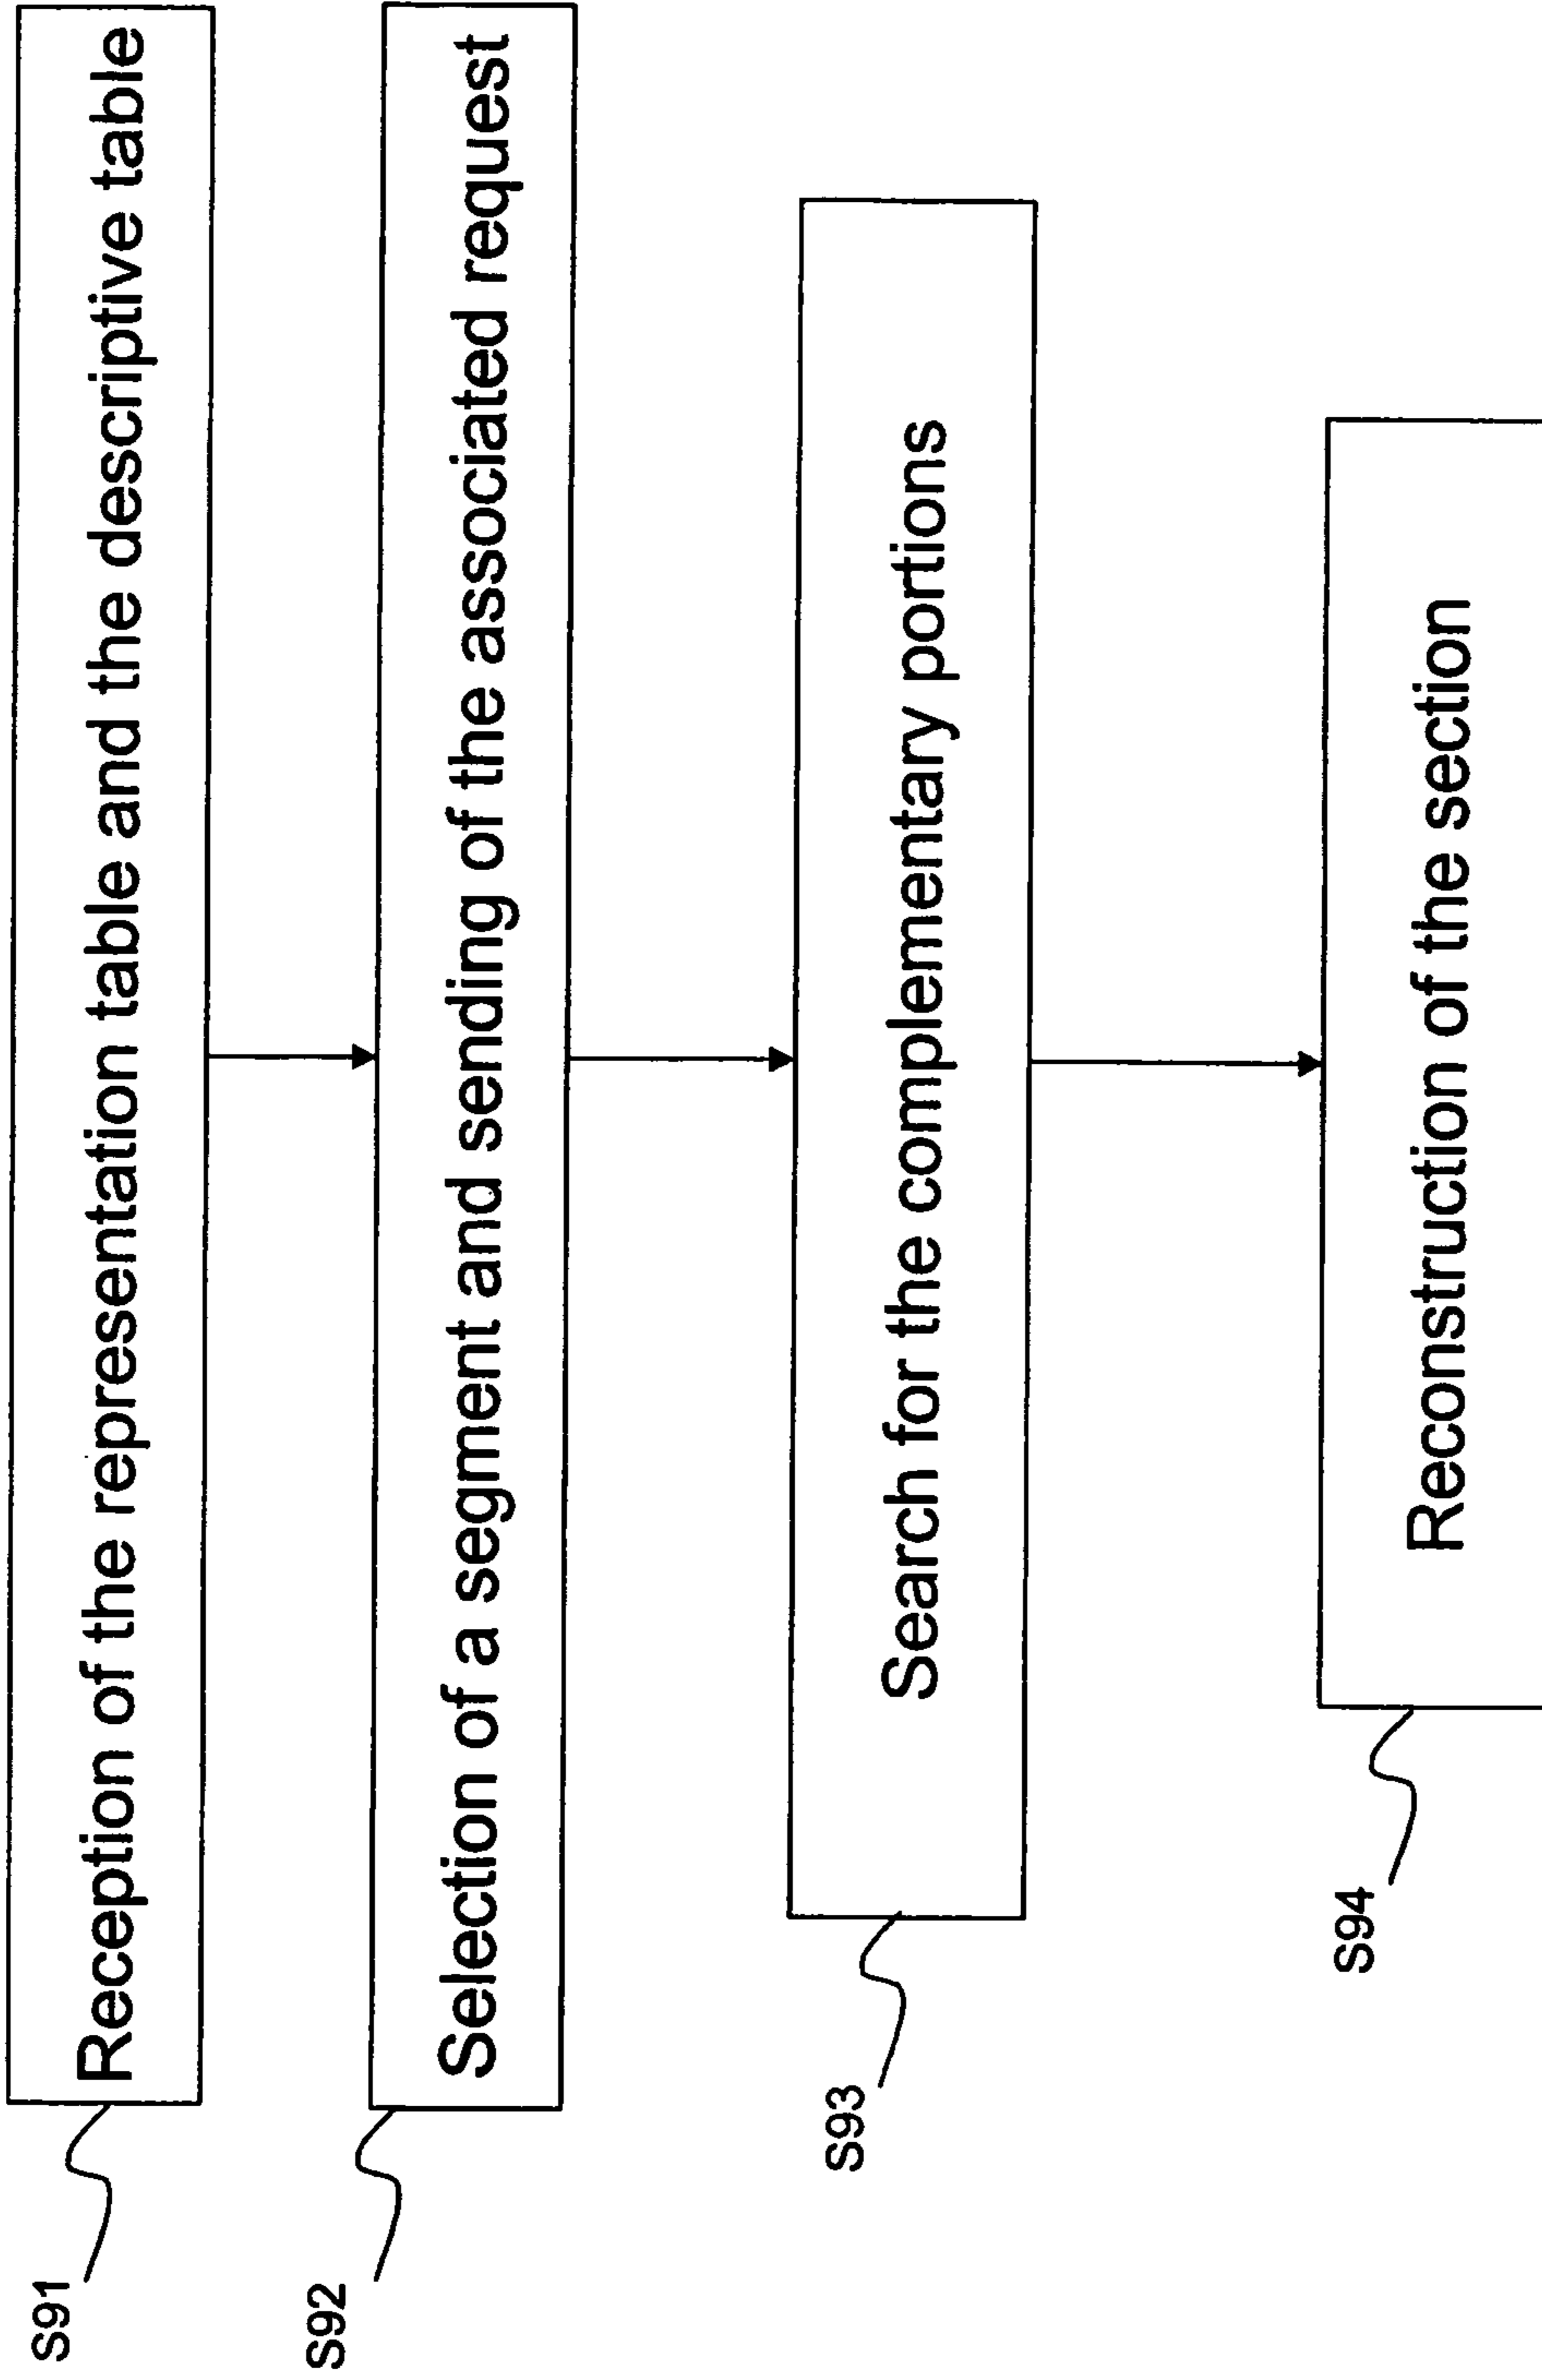 S91
Reception of the representation table and the descriptive table
S92
Selection of a segment and sending of the associated request
S93
Search for the complementary portions
S94
Reconstruction of the section